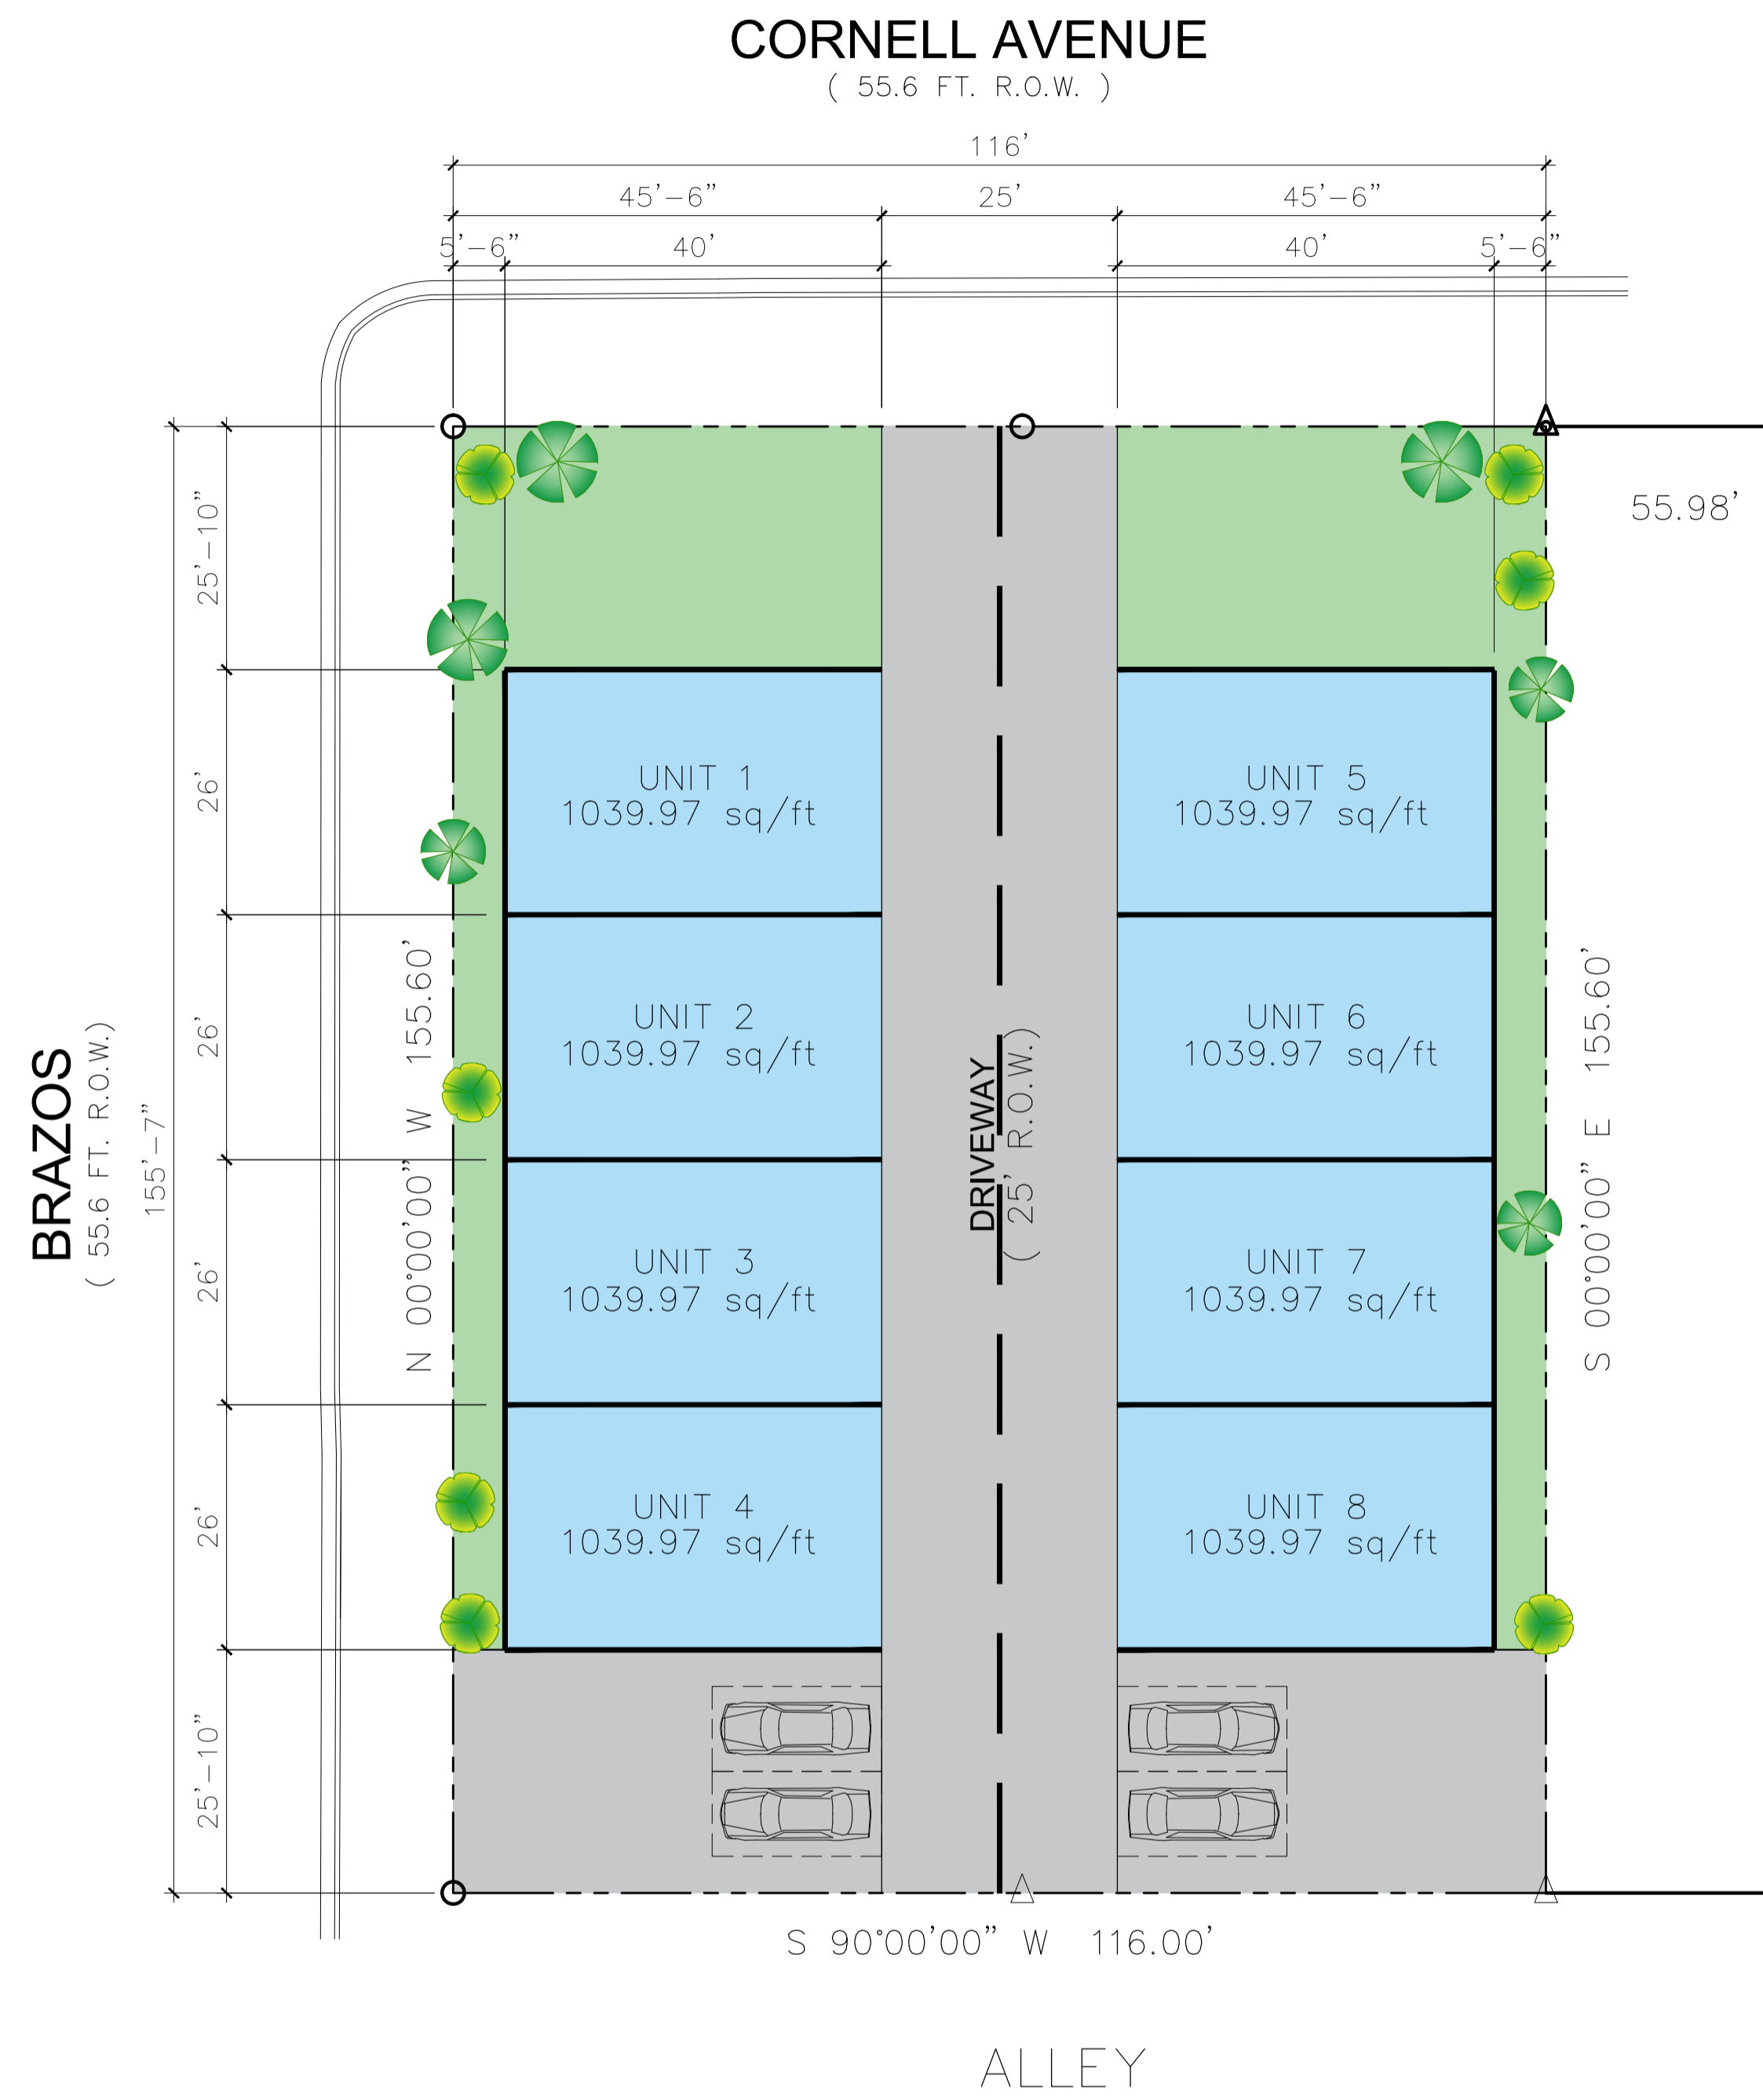 CORNELL AVENUE
( 55.6 FT. R.O.W. )
116'
45'-6"
25'
45'-6"
5'-6"
40'
40'
5'-6"
55.98'
25'-10"
26'
26'
26'
26'
25'-10"
155'-7"
BRAZOS
( 55.6 FT. R.O.W.)
N 00°00'00" W 155.60'
UNIT 1
1039.97 sq/ft
UNIT 5
1039.97 sq/ft
UNIT 2
1039.97 sq/ft
UNIT 6
1039.97 sq/ft
DRIVEWAY
( 25' R.O.W.)
UNIT 3
1039.97 sq/ft
UNIT 7
1039.97 sq/ft
UNIT 4
1039.97 sq/ft
UNIT 8
1039.97 sq/ft
S 00°00'00" E 155.60'
S 90°00'00" W 116.00'
ALLEY